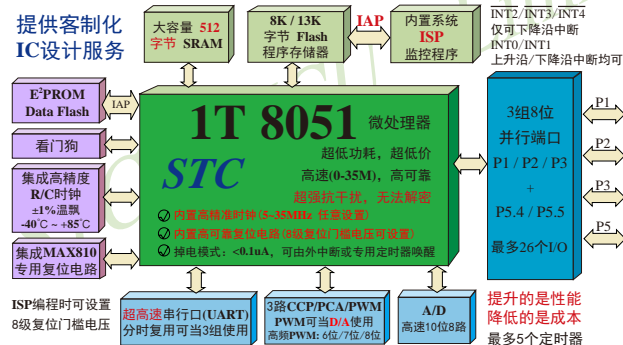 提供客制化
IC设计服务
大容量 512
字节 SRAM
8K / 13K
字节 Flash
程序存储器
IAP
内置系统
ISP
监控程序
INT2/INT3/INT4
仅可下降沿中断
INT0/INT1
上升沿/下降沿中断均可
E²PROM
Data Flash
IAP
看门狗
集成高精度
R/C时钟
±1%温飘
-40℃ ~ +85℃
集成MAX810
专用复位电路
ISP编程时可设置
8级复位门槛电压
1T 8051 微处理器
STC
超低功耗，超低价
高速(0-35M)，高可靠
超强抗干扰，无法解密
内置高精准时钟(5~35MHz 任意设置)
内置高可靠复位电路(8级复位门槛电压可设置)
掉电模式：<0.1uA，可由外中断或专用定时器唤醒
3组8位
并行端口
P1 / P2 / P3
+
P5.4 / P5.5
最多26个I/O
P1
P2
P3
P5
超高速串行口(UART)
分时复用可当3组使用
3路CCP/PCA/PWM
PWM可当D/A使用
高频PWM: 6位/7位/8位
A/D
高速10位8路
提升的是性能
降低的是成本
最多5个定时器